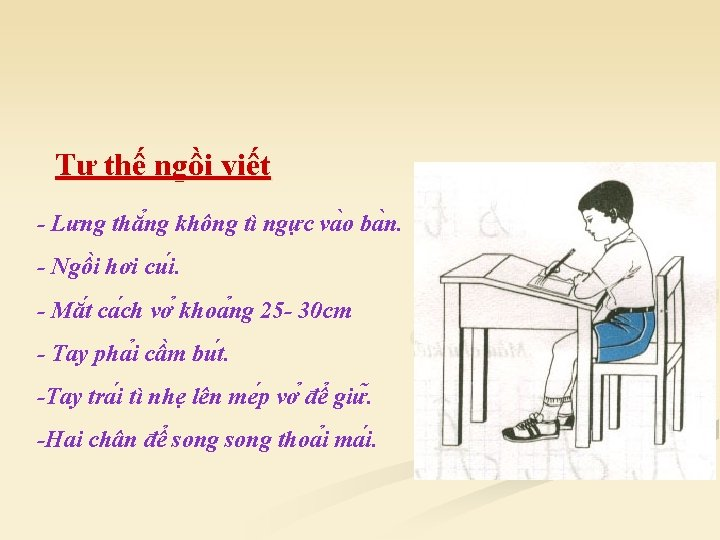 Tư thế ngồi viết
- Lưng thẳng không tì ngực vào bàn.
- Ngồi hơi cúi.
- Mắt cách vở khoảng 25- 30cm
- Tay phải cầm bút.
-Tay trái tì nhẹ lên mép vở để giữ.
-Hai chân để song song thoải mái.